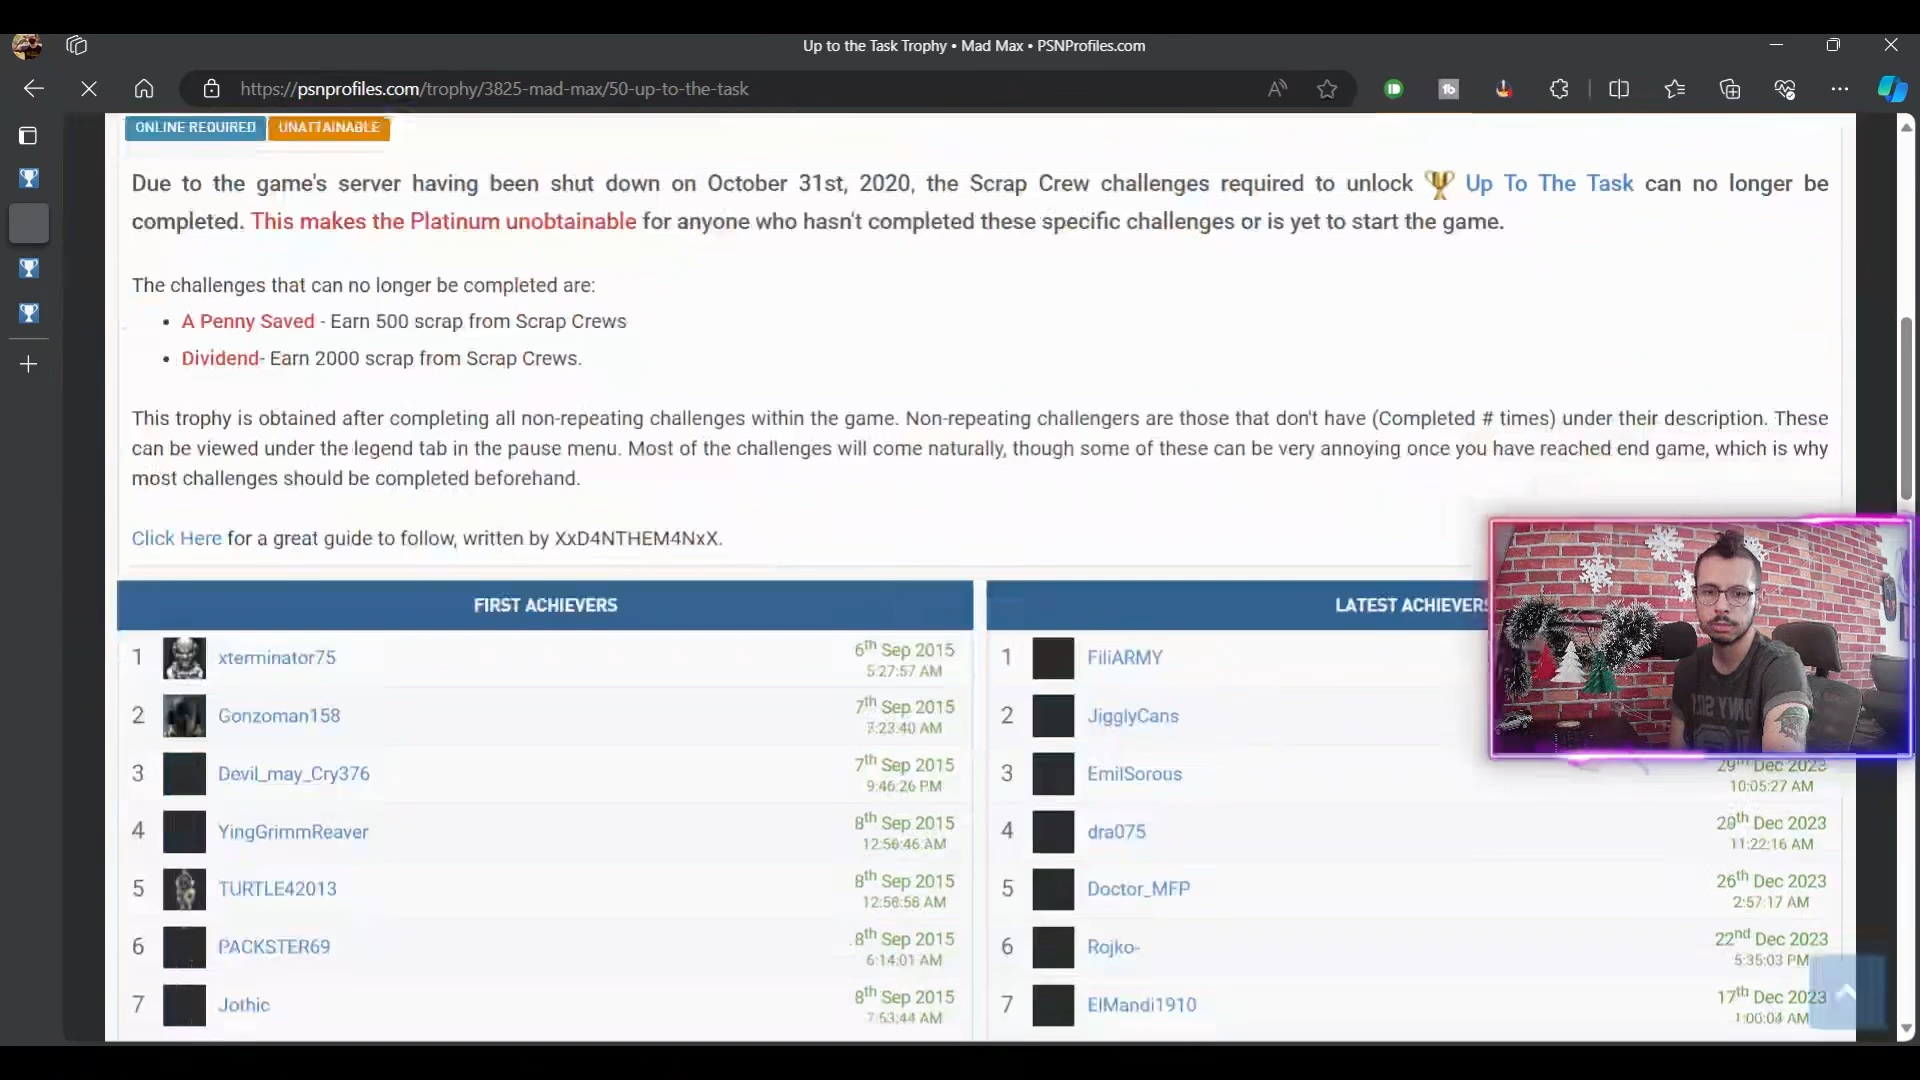 Up to the Task Trophy • Mad Max • PSNProfiles.com
https://psnprofiles.com/trophy/3825-mad-max/50-up-to-the-task
ONLINE REQUIRED UNATTAINABLE
Due to the game's server having been shut down on October 31st, 2020, the Scrap Crew challenges required to unlock Up To The Task can no longer be
completed. This makes the Platinum unobtainable for anyone who hasn't completed these specific challenges or is yet to start the game.
The challenges that can no longer be completed are:
• A Penny Saved - Earn 500 scrap from Scrap Crews
• Dividend- Earn 2000 scrap from Scrap Crews.
This trophy is obtained after completing all non-repeating challenges within the game. Non-repeating challengers are those that don't have (Completed # times) under their description. These
can be viewed under the legend tab in the pause menu. Most of the challenges will come naturally, though some of these can be very annoying once you have reached end game, which is why
most challenges should be completed beforehand.
Click Here for a great guide to follow, written by XxD4NTHEM4NxX.
FIRST ACHIEVERS
1 xterminator75 6th Sep 2015
5:27:57 AM
2 Gonzoman158 7th Sep 2015
7:23:40 AM
3 Devil_may_Cry376 7th Sep 2015
9:46:26 PM
4 YingGrimmReaver 8th Sep 2015
12:56:46 AM
5 TURTLE42013 8th Sep 2015
12:56:58 AM
6 PACKSTER69 8th Sep 2015
6:14:01 AM
7 Jothic 8th Sep 2015
7:53:44 AM
LATEST ACHIEVERS
1 FiliARMY
2 JigglyCans
3 EmilSorous 29th Dec 2023
10:05:27 AM
4 dra075 28th Dec 2023
11:22:16 AM
5 Doctor_MFP 26th Dec 2023
2:57:17 AM
6 Rojko- 22nd Dec 2023
5:35:03 PM
7 ElMandi1910 17th Dec 2023
1:00:04 AM